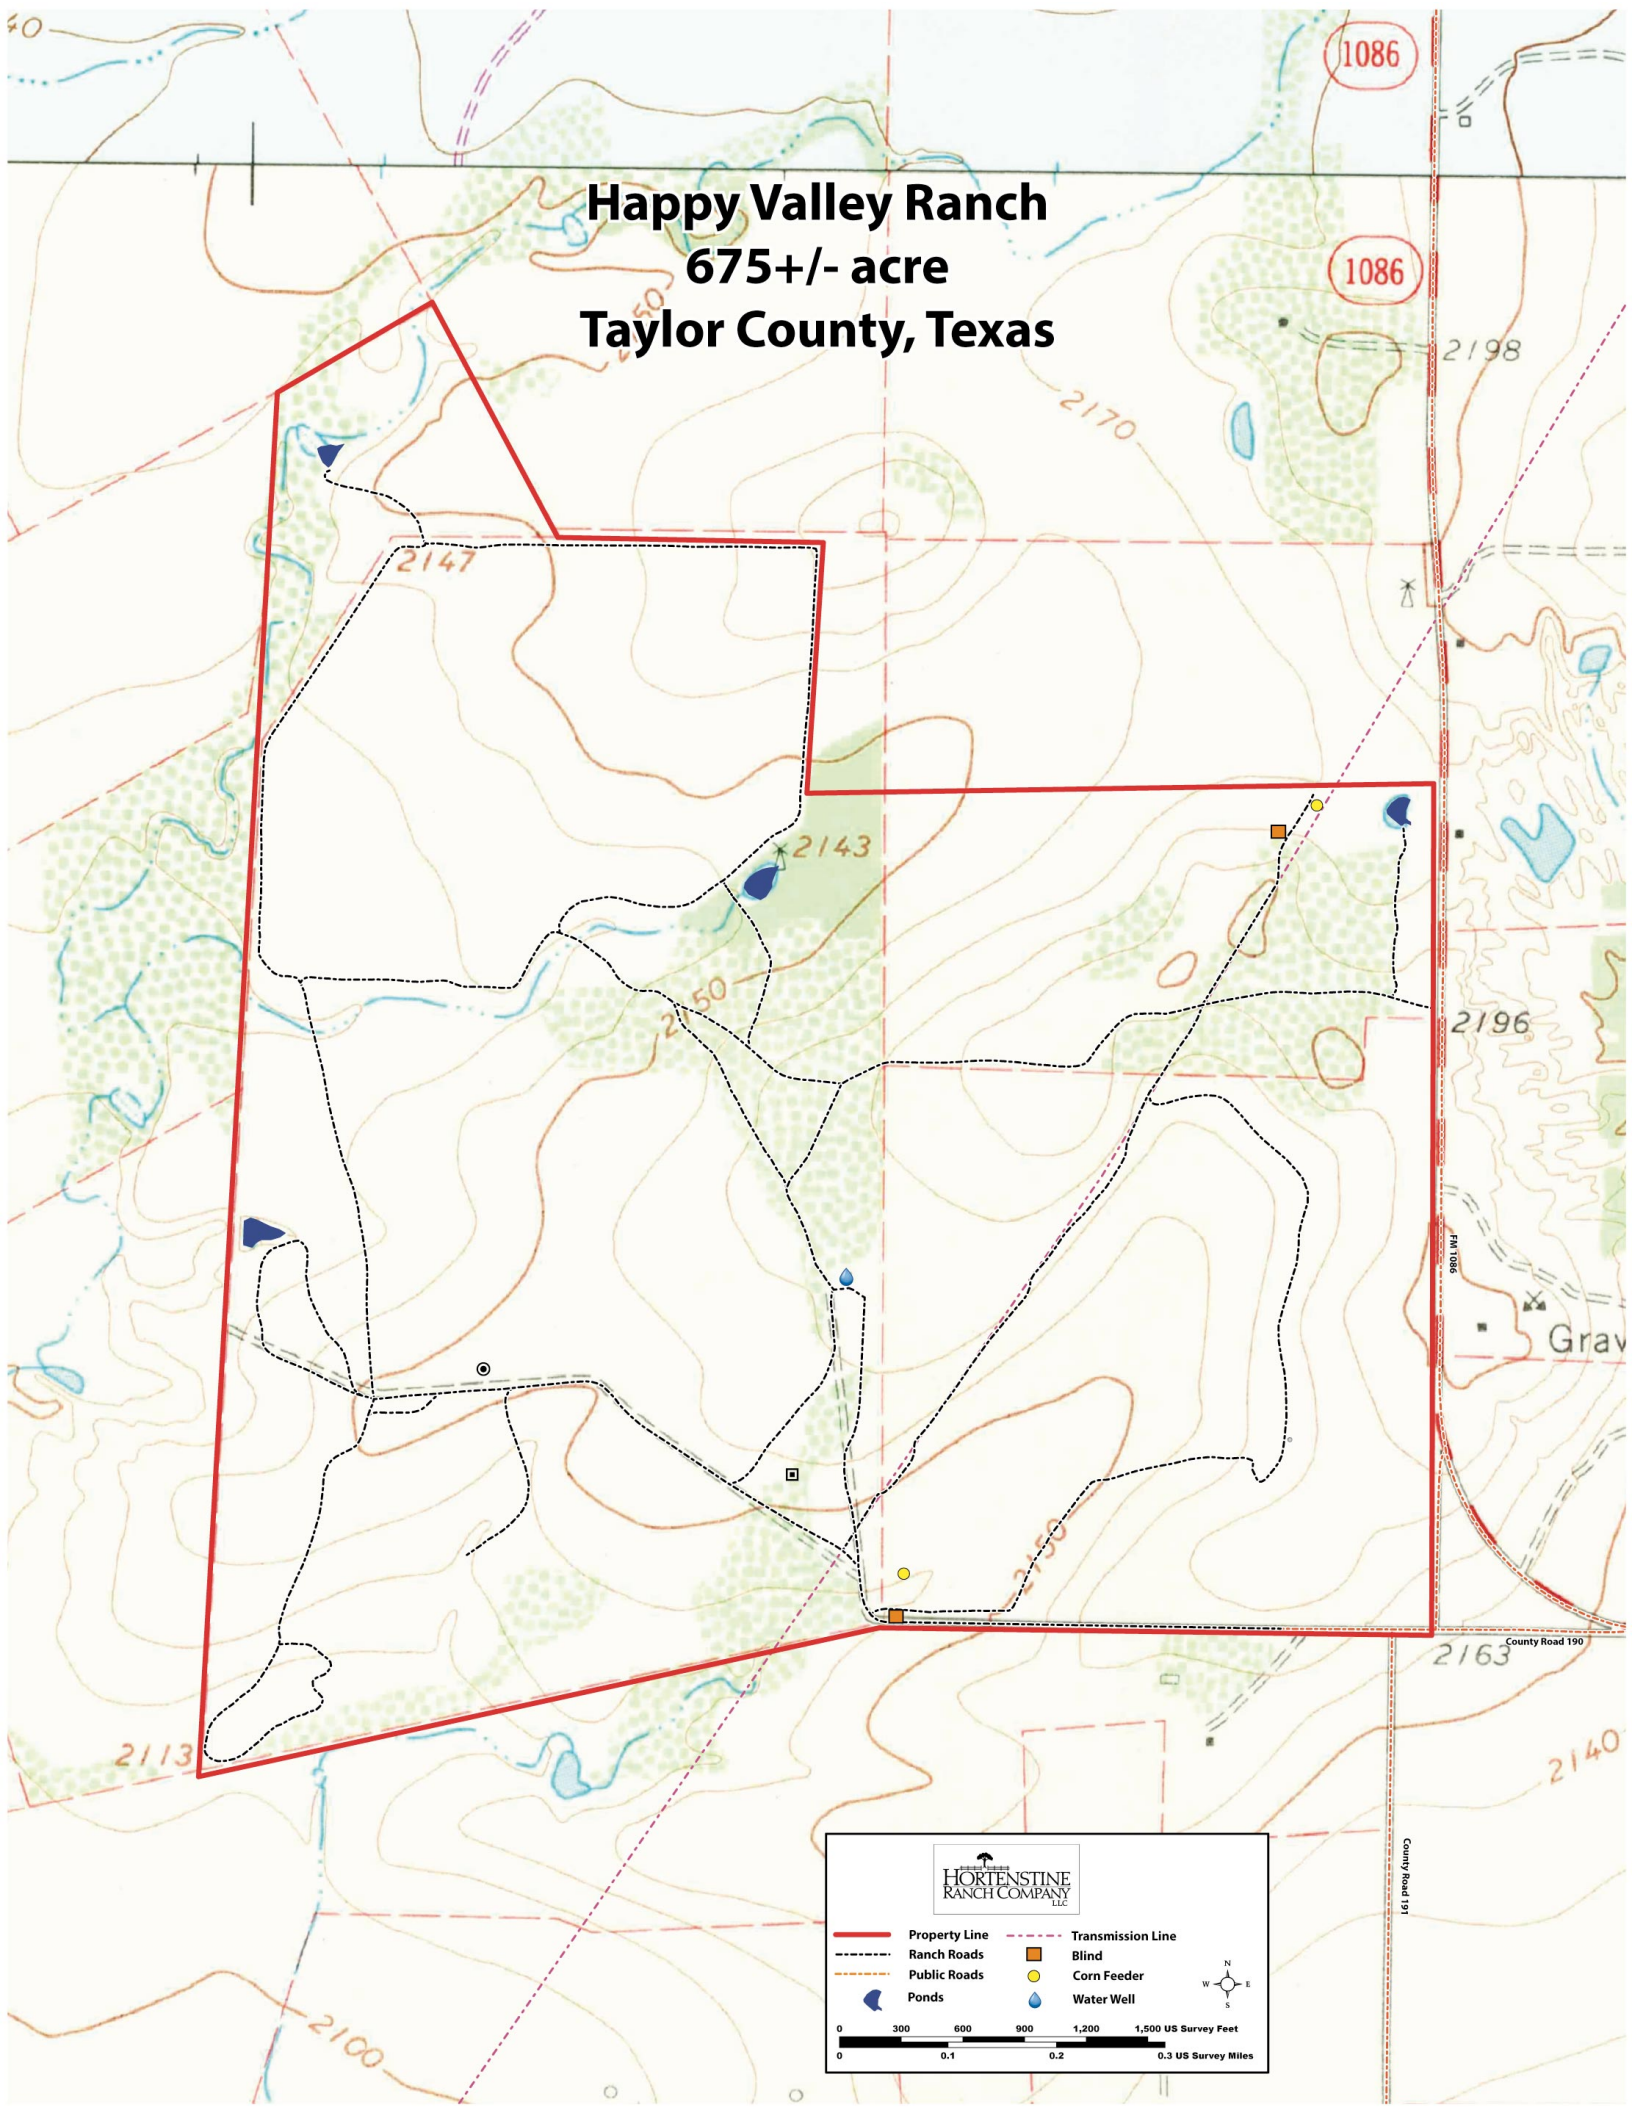 40
1086
Happy Valley Ranch
675+/- acre
Taylor County, Texas
1086
2198
2170
2147
2143
2150
2196
FM 1086
Grav
2150
County Road 190
2163
2113
2140
County Road 191
HORTENSTINE
RANCH COMPANY
LLC
Property Line
Transmission Line
Ranch Roads
Blind
Public Roads
Corn Feeder
Ponds
Water Well
N
W E
S
0 300 600 900 1,200 1,500 US Survey Feet
0 0.1 0.2 0.3 US Survey Miles
2100